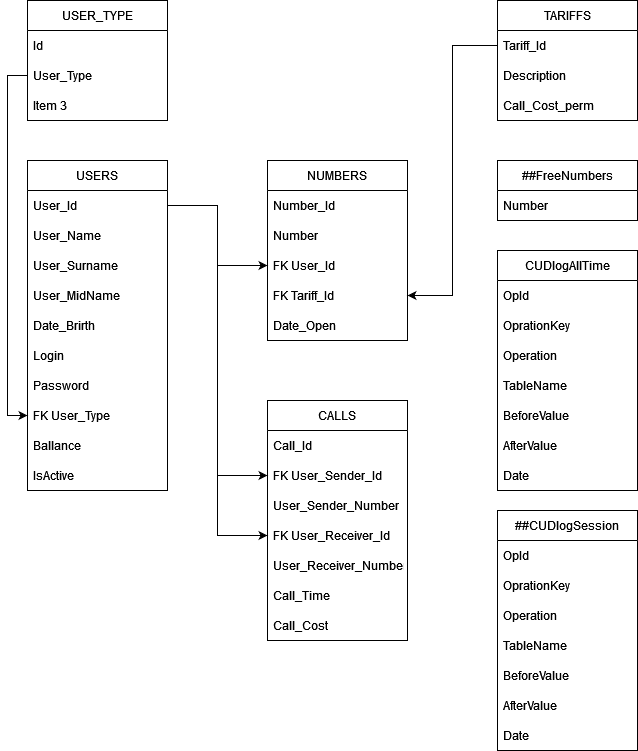 USER_TYPE
Id
User_Type
Item 3
USERS
User_Id
User_Name
User_Surname
User_MidName
Date_Brirth
Login
Password
FK User_Type
Ballance
IsActive
NUMBERS
Number_Id
Number
FK User_Id
FK Tariff_Id
Date_Open
CALLS
Call_Id
FK User_Sender_Id
User_Sender_Number
FK User_Receiver_Id
User_Receiver_Numbe
Call_Time
Call_Cost
TARIFFS
Tariff_Id
Description
Call_Cost_perm
##FreeNumbers
Number
CUDlogAllTime
OpId
OprationKey
Operation
TableName
BeforeValue
AfterValue
Date
##CUDlogSession
OpId
OprationKey
Operation
TableName
BeforeValue
AfterValue
Date